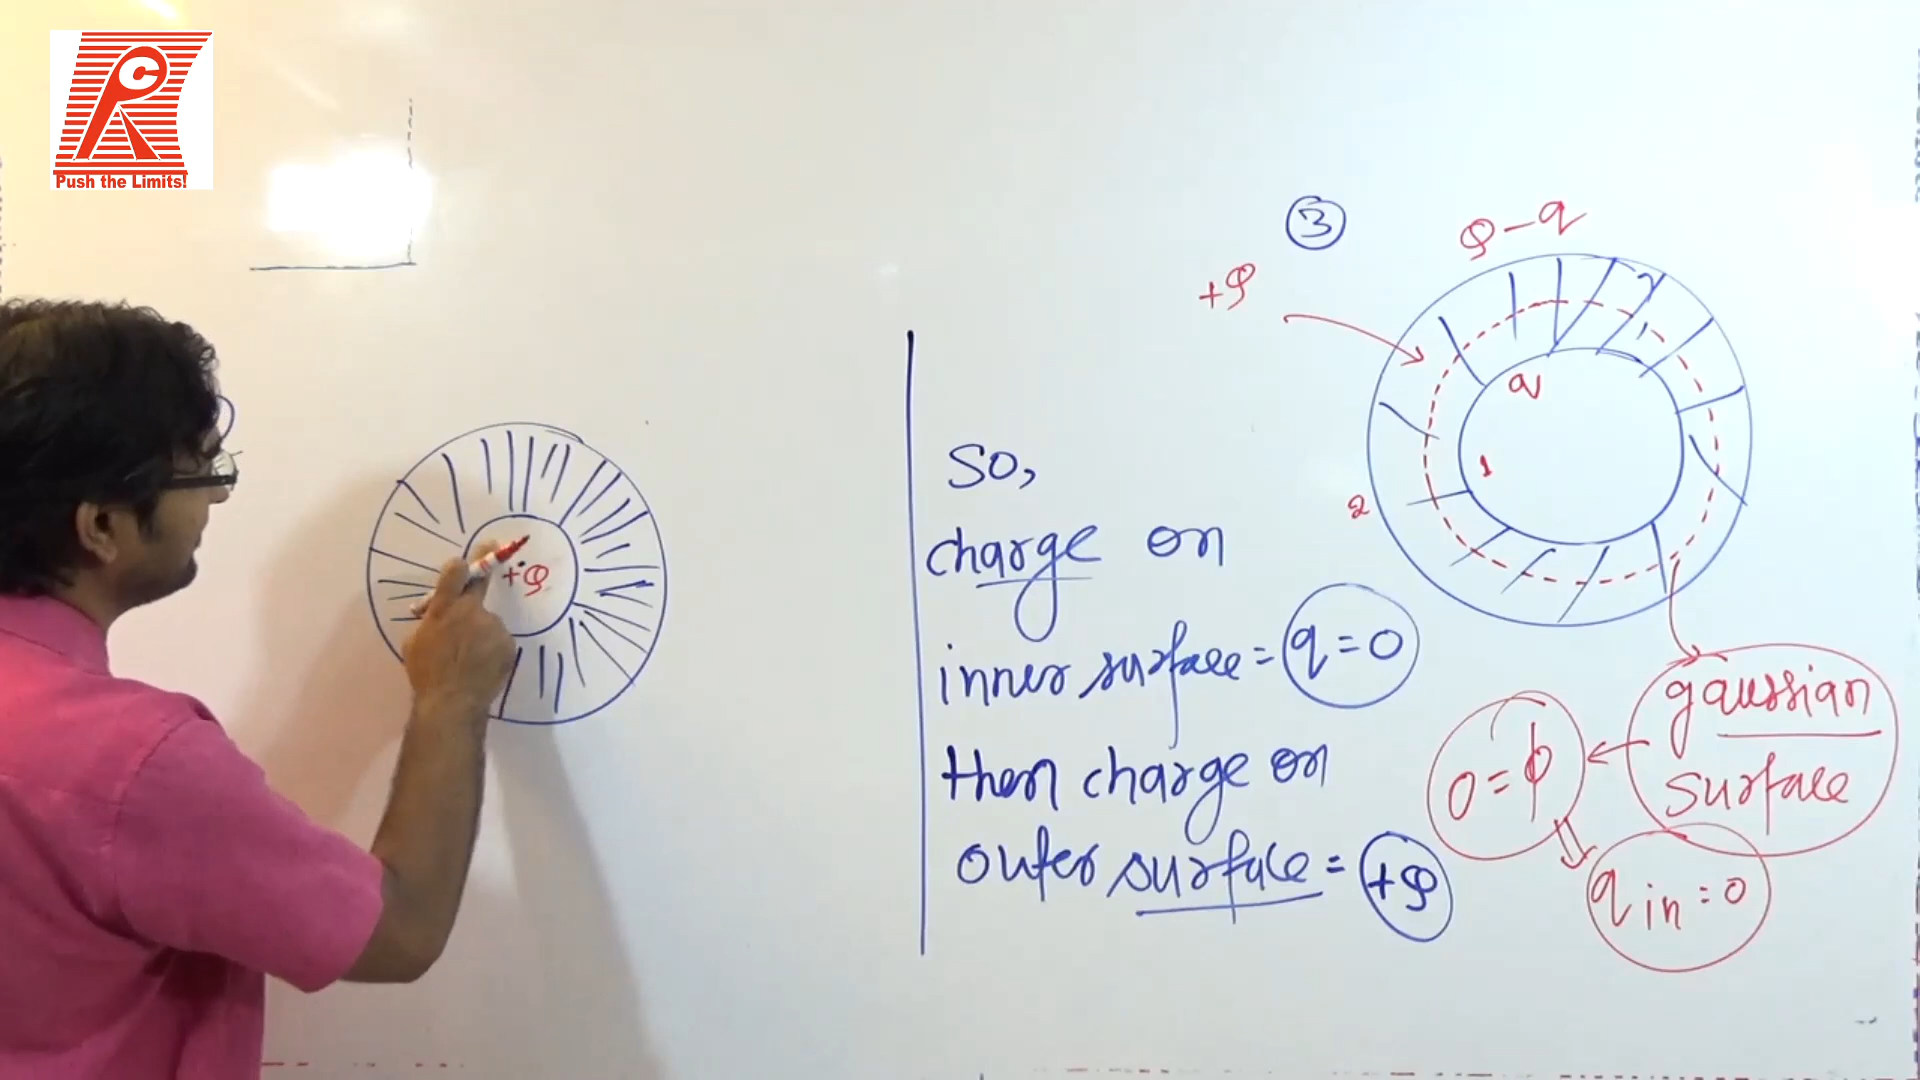 Push the Limits!
+Q
3
Q-q
+Q
q
1
2
So,
charge on
inner surface = q = 0
then charge on
outer surface = +Q
gaussian
surface
0 = ϕ
q in = 0